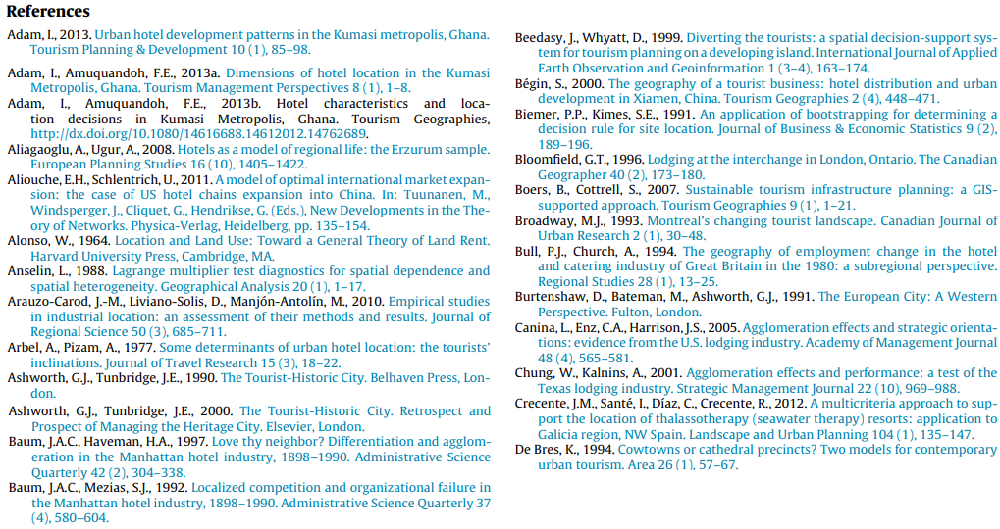 References
Adam, I., 2013. Urban hotel development patterns in the Kumasi metropolis, Ghana.
Tourism Planning & Development 10 (1), 85–98.
Adam, I., Amuquandoh, F.E., 2013a. Dimensions of hotel location in the Kumasi
Metropolis, Ghana. Tourism Management Perspectives 8 (1), 1–8.
Adam, I., Amuquandoh, F.E., 2013b. Hotel characteristics and loca-
tion decisions in Kumasi Metropolis, Ghana. Tourism Geographies,
http://dx.doi.org/10.1080/14616688.14612012.14762689.
Aliagaoglu, A., Ugur, A., 2008. Hotels as a model of regional life: the Erzurum sample.
European Planning Studies 16 (10), 1405–1422.
Aliouche, E.H., Schlentrich, U., 2011. A model of optimal international market expan-
sion: the case of US hotel chains expansion into China. In: Tuunanen, M.,
Windsperger, J., Cliquet, G., Hendrikse, G. (Eds.), New Developments in the The-
ory of Networks. Physica-Verlag, Heidelberg, pp. 135–154.
Alonso, W., 1964. Location and Land Use: Toward a General Theory of Land Rent.
Harvard University Press, Cambridge, MA.
Anselin, L., 1988. Lagrange multiplier test diagnostics for spatial dependence and
spatial heterogeneity. Geographical Analysis 20 (1), 1–17.
Arauzo-Carod, J.-M., Liviano-Solis, D., Manjón-Antolín, M., 2010. Empirical studies
in industrial location: an assessment of their methods and results. Journal of
Regional Science 50 (3), 685–711.
Arbel, A., Pizam, A., 1977. Some determinants of urban hotel location: the tourists'
inclinations. Journal of Travel Research 15 (3), 18–22.
Ashworth, G.J., Tunbridge, J.E., 1990. The Tourist-Historic City. Belhaven Press, Lon-
don.
Ashworth, G.J., Tunbridge, J.E., 2000. The Tourist-Historic City. Retrospect and
Prospect of Managing the Heritage City. Elsevier, London.
Baum, J.A.C., Haveman, H.A., 1997. Love thy neighbor? Differentiation and agglom-
eration in the Manhattan hotel industry, 1898–1990. Administrative Science
Quarterly 42 (2), 304–338.
Baum, J.A.C., Mezias, S.J., 1992. Localized competition and organizational failure in
the Manhattan hotel industry, 1898–1990. Administrative Science Quarterly 37
(4), 580–604.
Beedasy, J., Whyatt, D., 1999. Diverting the tourists: a spatial decision-support sys-
tem for tourism planning on a developing island. International Journal of Applied
Earth Observation and Geoinformation 1 (3–4), 163–174.
Bégin, S., 2000. The geography of a tourist business: hotel distribution and urban
development in Xiamen, China. Tourism Geographies 2 (4), 448–471.
Biemer, P.P., Kimes, S.E., 1991. An application of bootstrapping for determining a
decision rule for site location. Journal of Business & Economic Statistics 9 (2),
189–196.
Bloomfield, G.T., 1996. Lodging at the interchange in London, Ontario. The Canadian
Geographer 40 (2), 173–180.
Boers, B., Cottrell, S., 2007. Sustainable tourism infrastructure planning: a GIS-
supported approach. Tourism Geographies 9 (1), 1–21.
Broadway, M.J., 1993. Montreal's changing tourist landscape. Canadian Journal of
Urban Research 2 (1), 30–48.
Bull, P.J., Church, A., 1994. The geography of employment change in the hotel
and catering industry of Great Britain in the 1980: a subregional perspective.
Regional Studies 28 (1), 13–25.
Burtenshaw, D., Bateman, M., Ashworth, G.J., 1991. The European City: A Western
Perspective. Fulton, London.
Canina, L., Enz, C.A., Harrison, J.S., 2005. Agglomeration effects and strategic orienta-
tions: evidence from the U.S. lodging industry. Academy of Management Journal
48 (4), 565–581.
Chung, W., Kalnins, A., 2001. Agglomeration effects and performance: a test of the
Texas lodging industry. Strategic Management Journal 22 (10), 969–988.
Crecente, J.M., Santé, I., Díaz, C., Crecente, R., 2012. A multicriteria approach to sup-
port the location of thalassotherapy (seawater therapy) resorts: application to
Galicia region, NW Spain. Landscape and Urban Planning 104 (1), 135–147.
De Bres, K., 1994. Cowtowns or cathedral precincts? Two models for contemporary
urban tourism. Area 26 (1), 57–67.